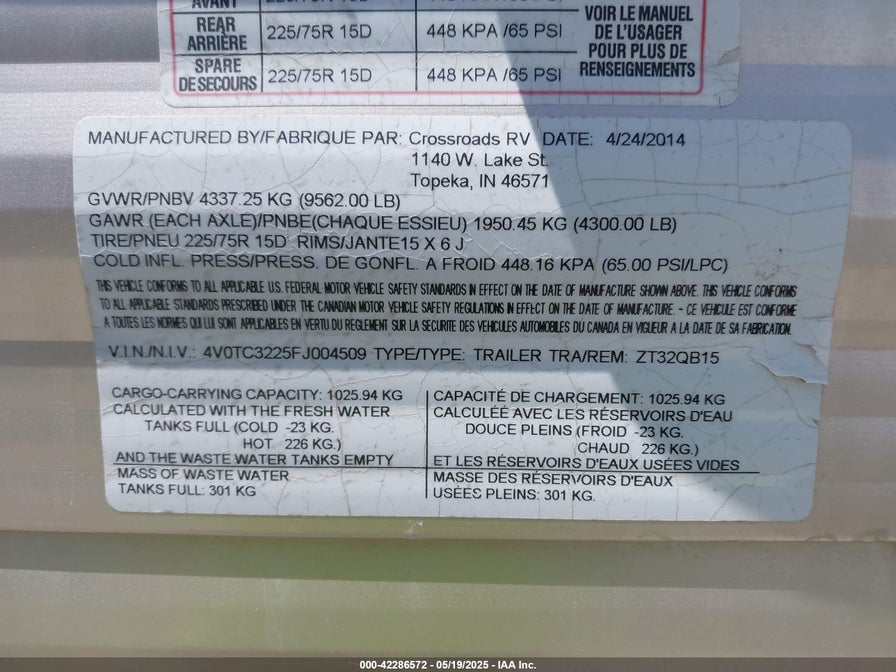 AVANT
REAR
ARRIÈRE
225/75R 15D
448 KPA /65 PSI
SPARE
DE SECOURS
225/75R 15D
448 KPA /65 PSI
VOIR LE MANUEL
DE L'USAGER
POUR PLUS DE
RENSEIGNEMENTS
MANUFACTURED BY/FABRIQUE PAR: Crossroads RV DATE: 4/24/2014
1140 W. Lake St.
Topeka, IN 46571
GVWR/PNBV 4337.25 KG (9562.00 LB)
GAWR (EACH AXLE)/PNBE(CHAQUE ESSIEU) 1950.45 KG (4300.00 LB)
TIRE/PNEU 225/75R 15D RIMS/JANTE15 X 6 J
COLD INFL. PRESS/PRESS. DE GONFL. A FROID 448.16 KPA (65.00 PSI/LPC)
THIS VEHICLE CONFORMS TO ALL APPLICABLE U.S. FEDERAL MOTOR VEHICLE SAFETY STANDARDS IN EFFECT ON THE DATE OF MANUFACTURE SHOWN ABOVE. THIS VEHICLE CONFORMS
TO ALL APPLICABLE STANDARDS PRESCRIBED UNDER THE CANADIAN MOTOR VEHICLE SAFETY REGULATIONS IN EFFECT ON THE DATE OF MANUFACTURE. - CE VEHICULE EST CONFORME
A TOUTES LES NORMES QUI LUI SONT APPLICABLES EN VERTU DU REGLEMENT SUR LA SECURITE DES VEHICULES AUTOMOBILES DU CANADA EN VIGUEUR A LA DATE DE SA FABRICATION.
V.I.N./N.I.V.: 4V0TC3225FJ004509 TYPE/TYPE: TRAILER TRA/REM: ZT32QB15
CARGO-CARRYING CAPACITY: 1025.94 KG
CALCULATED WITH THE FRESH WATER
TANKS FULL (COLD -23 KG.
HOT 226 KG.)
AND THE WASTE WATER TANKS EMPTY
MASS OF WASTE WATER
TANKS FULL: 301 KG
CAPACITÉ DE CHARGEMENT: 1025.94 KG
CALCULÉE AVEC LES RÉSERVOIRS D'EAU
DOUCE PLEINS (FROID -23 KG.
CHAUD 226 KG.)
ET LES RÉSERVOIRS D'EAUX USÉES VIDES
MASSE DES RÉSERVOIRS D'EAUX
USÉES PLEINS: 301 KG.
000-42286572 - 05/19/2025 - IAA Inc.